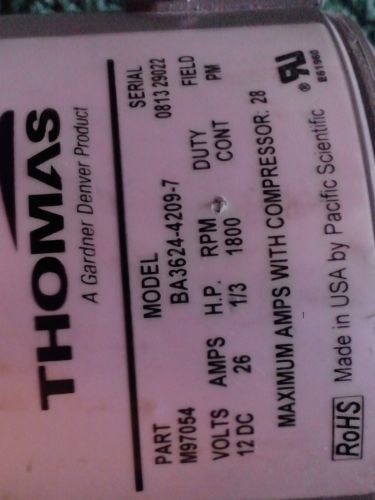 THOMAS
A Gardner Denver Product
PART MODEL SERIAL
M97054 BA3624-4209-7 0813 29022
VOLTS AMPS H.P. RPM DUTY FIELD
12 DC 26 1/3 1800 CONT PM
MAXIMUM AMPS WITH COMPRESSOR: 28
RoHS Made in USA by Pacific Scientific
® E61960